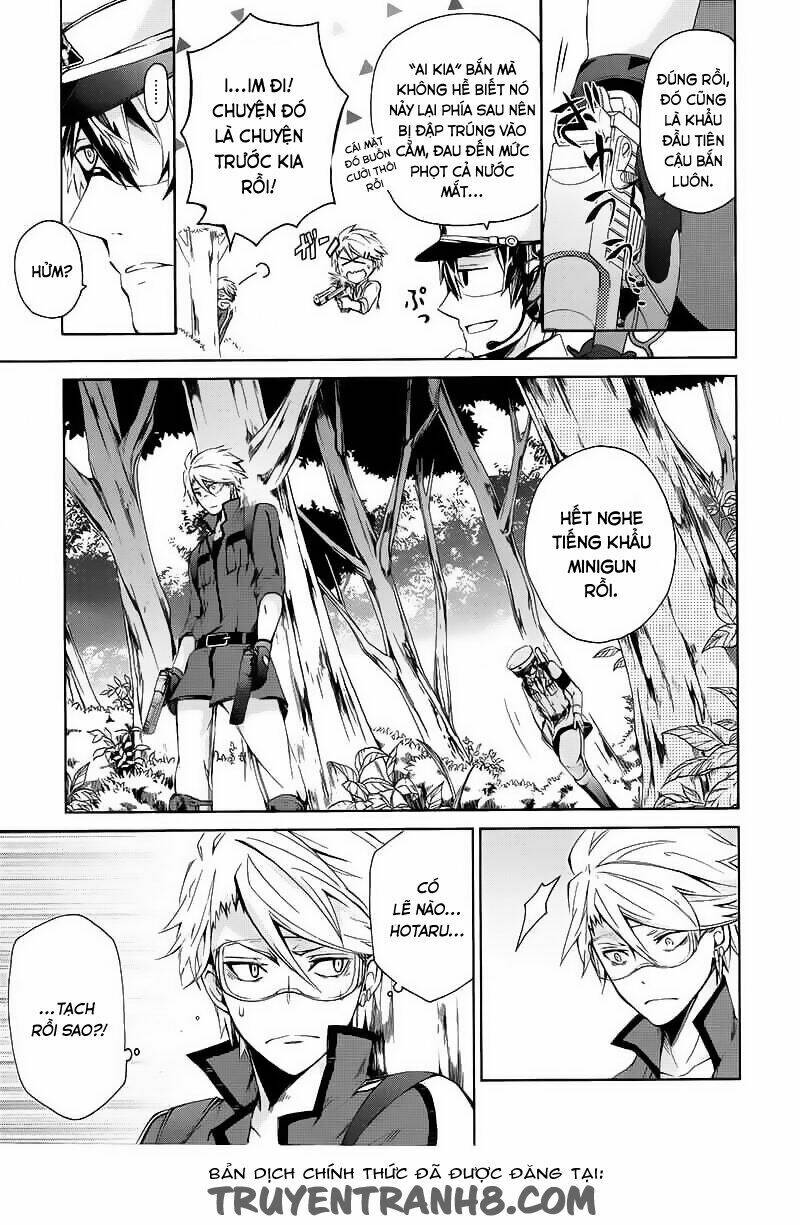 ĐÚNG RỒI,
ĐÓ CŨNG
LÀ KHẨU
ĐẦU TIÊN
CẬU BẮN
LUÔN.
"AI KIA" BẮN MÀ
KHÔNG HỀ BIẾT NÓ
NẢY LẠI PHÍA SAU NÊN
BỊ ĐẬP TRÚNG VÀO
CẰM, ĐAU ĐẾN MỨC
PHỌT CẢ NƯỚC
MẮT...
CÁI MẶT
ĐÓ BUỒN
CƯỜI THÔI
RỒI
ぷっ
I...IM ĐI!
CHUYỆN ĐÓ
LÀ CHUYỆN
TRƯỚC KIA
RỒI!
......
HỬM?
HẾT NGHE
TIẾNG KHẨU
MINIGUN
RỒI.
CÓ
LẼ NÀO...
HOTARU...
...TẠCH
RỒI SAO?!
BẢN DỊCH CHÍNH THỨC ĐÃ ĐƯỢC ĐĂNG TẠI:
TRUYENTRANH8.COM